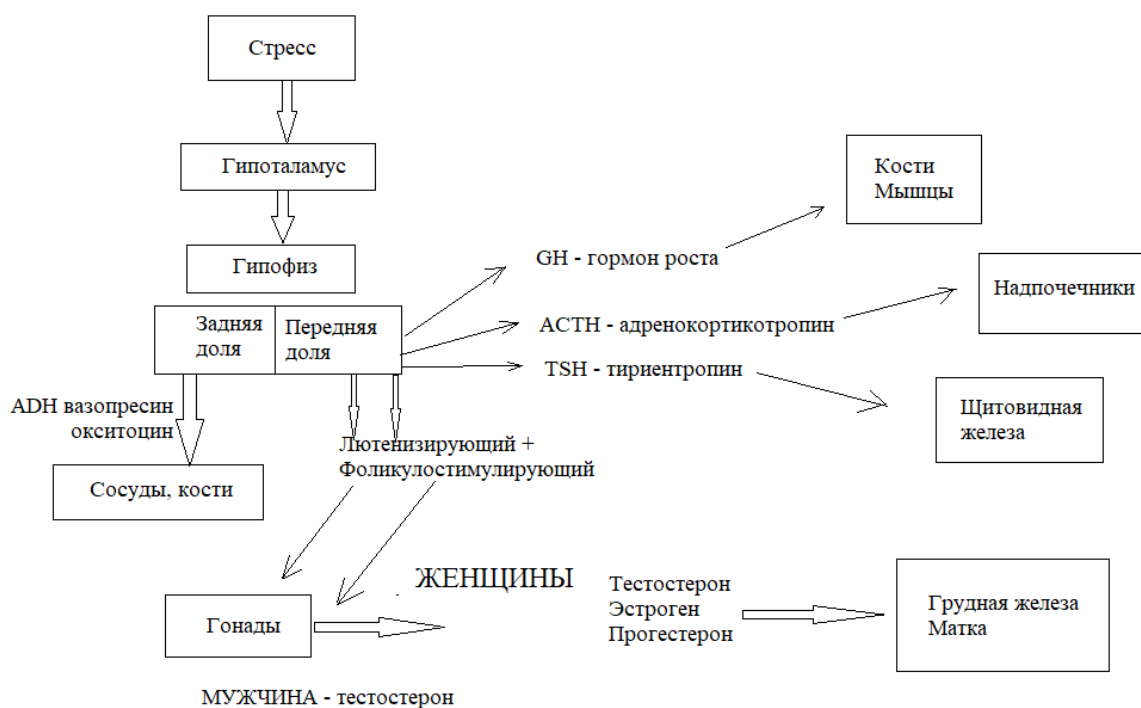 Стресс
Гипоталамус
Гипофиз
Задняя
доля
Передняя
доля
GH - гормон роста
ACTH - адренокортикотропин
TSH - тириентропин
Кости
Мышцы
Надпочечники
Щитовидная
железа
ADH вазопресин
окситоцин
Сосуды, кости
Лютенизирующий +
Фоликулостимулирующий
Гонады
ЖЕНЩИНЫ
Тестостерон
Эстроген
Прогестерон
Грудная железа
Матка
МУЖЧИНА - тестостерон